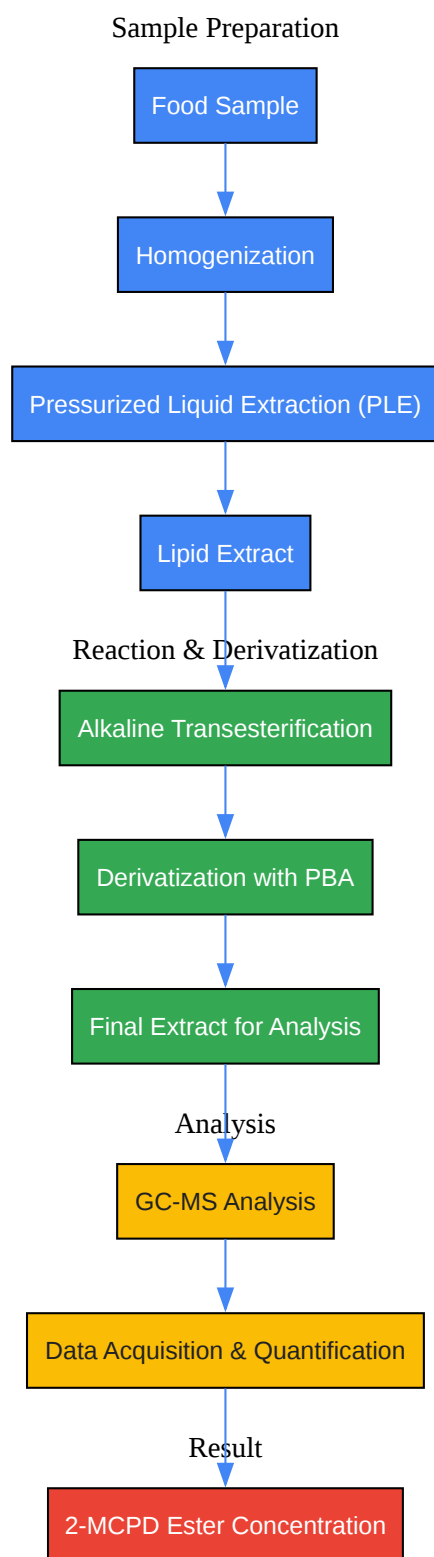 Sample Preparation
Food Sample
Homogenization
Pressurized Liquid Extraction (PLE)
Lipid Extract
Reaction & Derivatization
Alkaline Transesterification
Derivatization with PBA
Final Extract for Analysis
Analysis
GC-MS Analysis
Data Acquisition & Quantification
Result
2-MCPD Ester Concentration